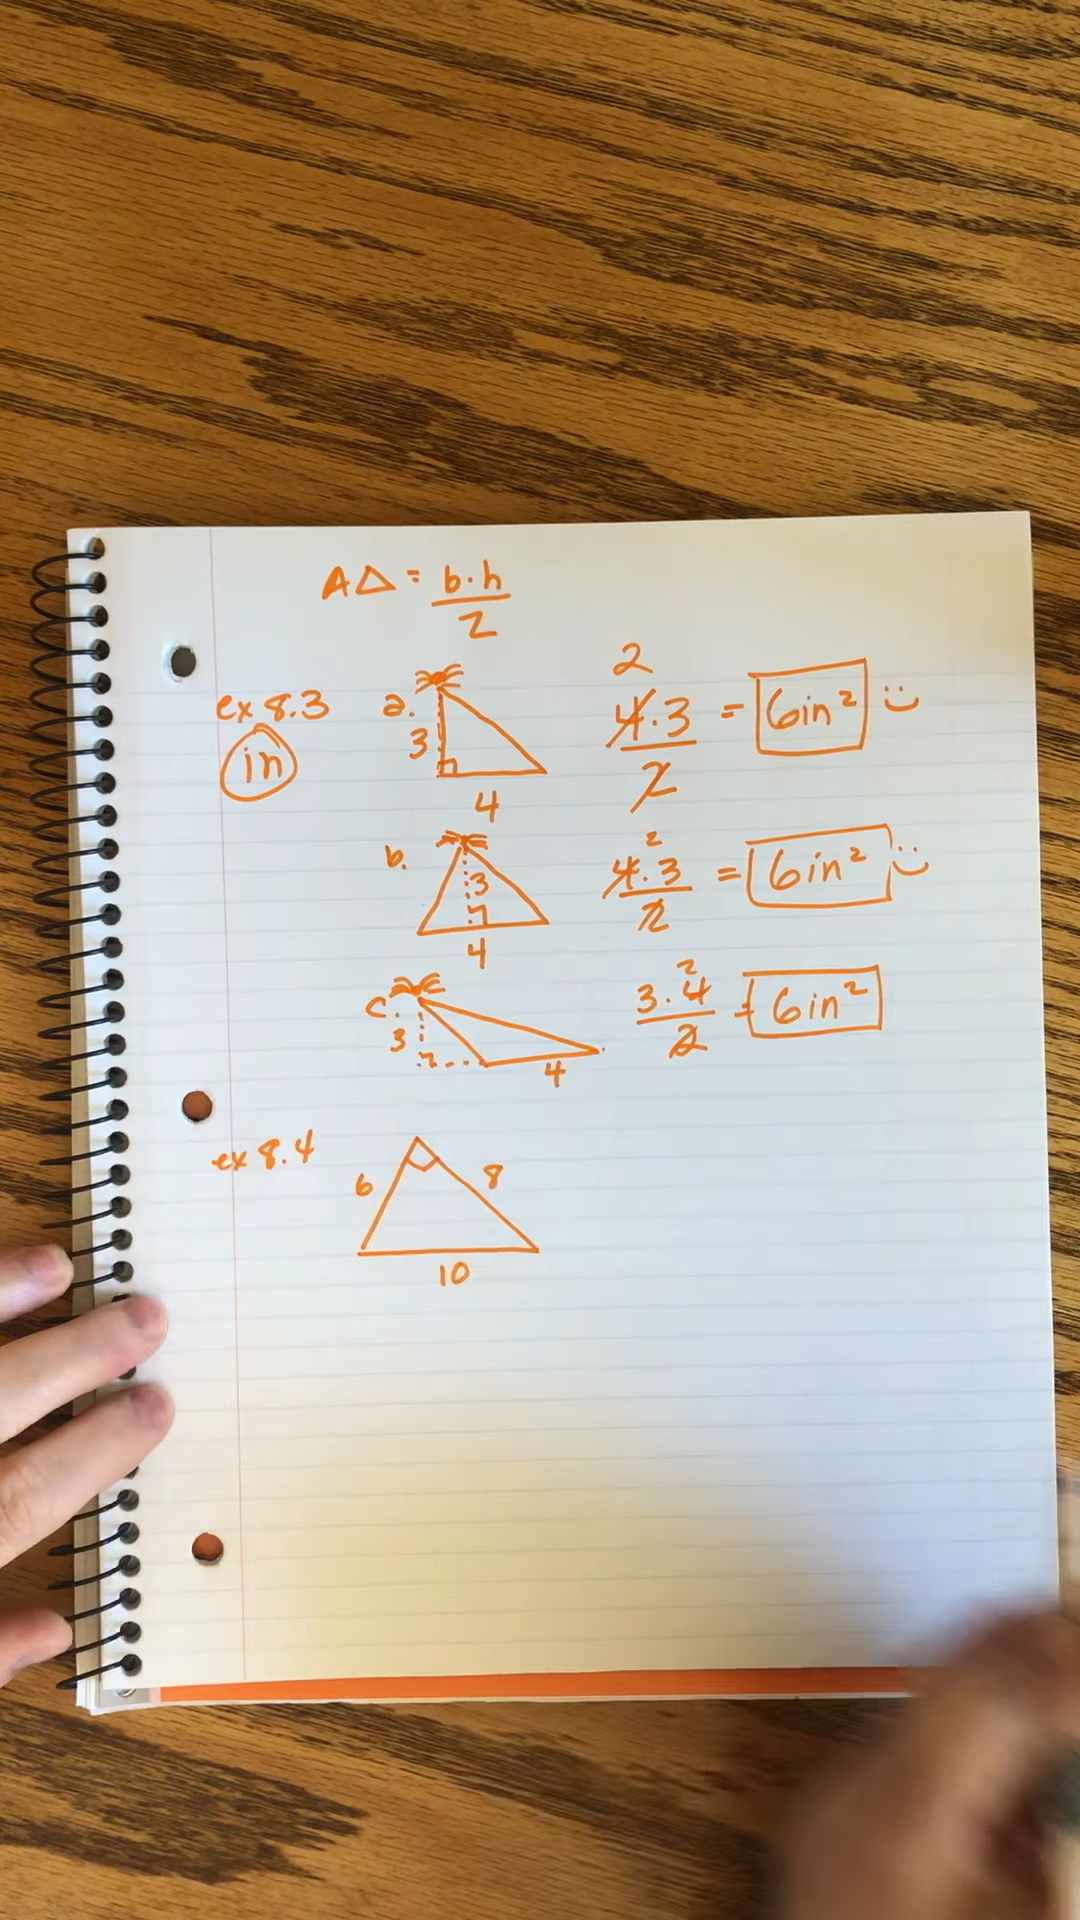 A△ = b·h
2
ex 8.3
in
a.
3
4
2
4·3 = 6in² :)
2
b.
3
4
2
4·3 = 6in² :)
2
c.
3
4
2
3·4 = 6in²
2
ex 8.4
6
8
10